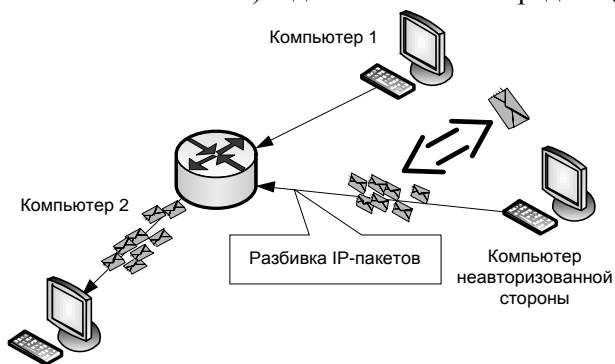 Компьютер 1
Компьютер 2
Разбивка IP-пакетов
Компьютер
неавторизованной
стороны